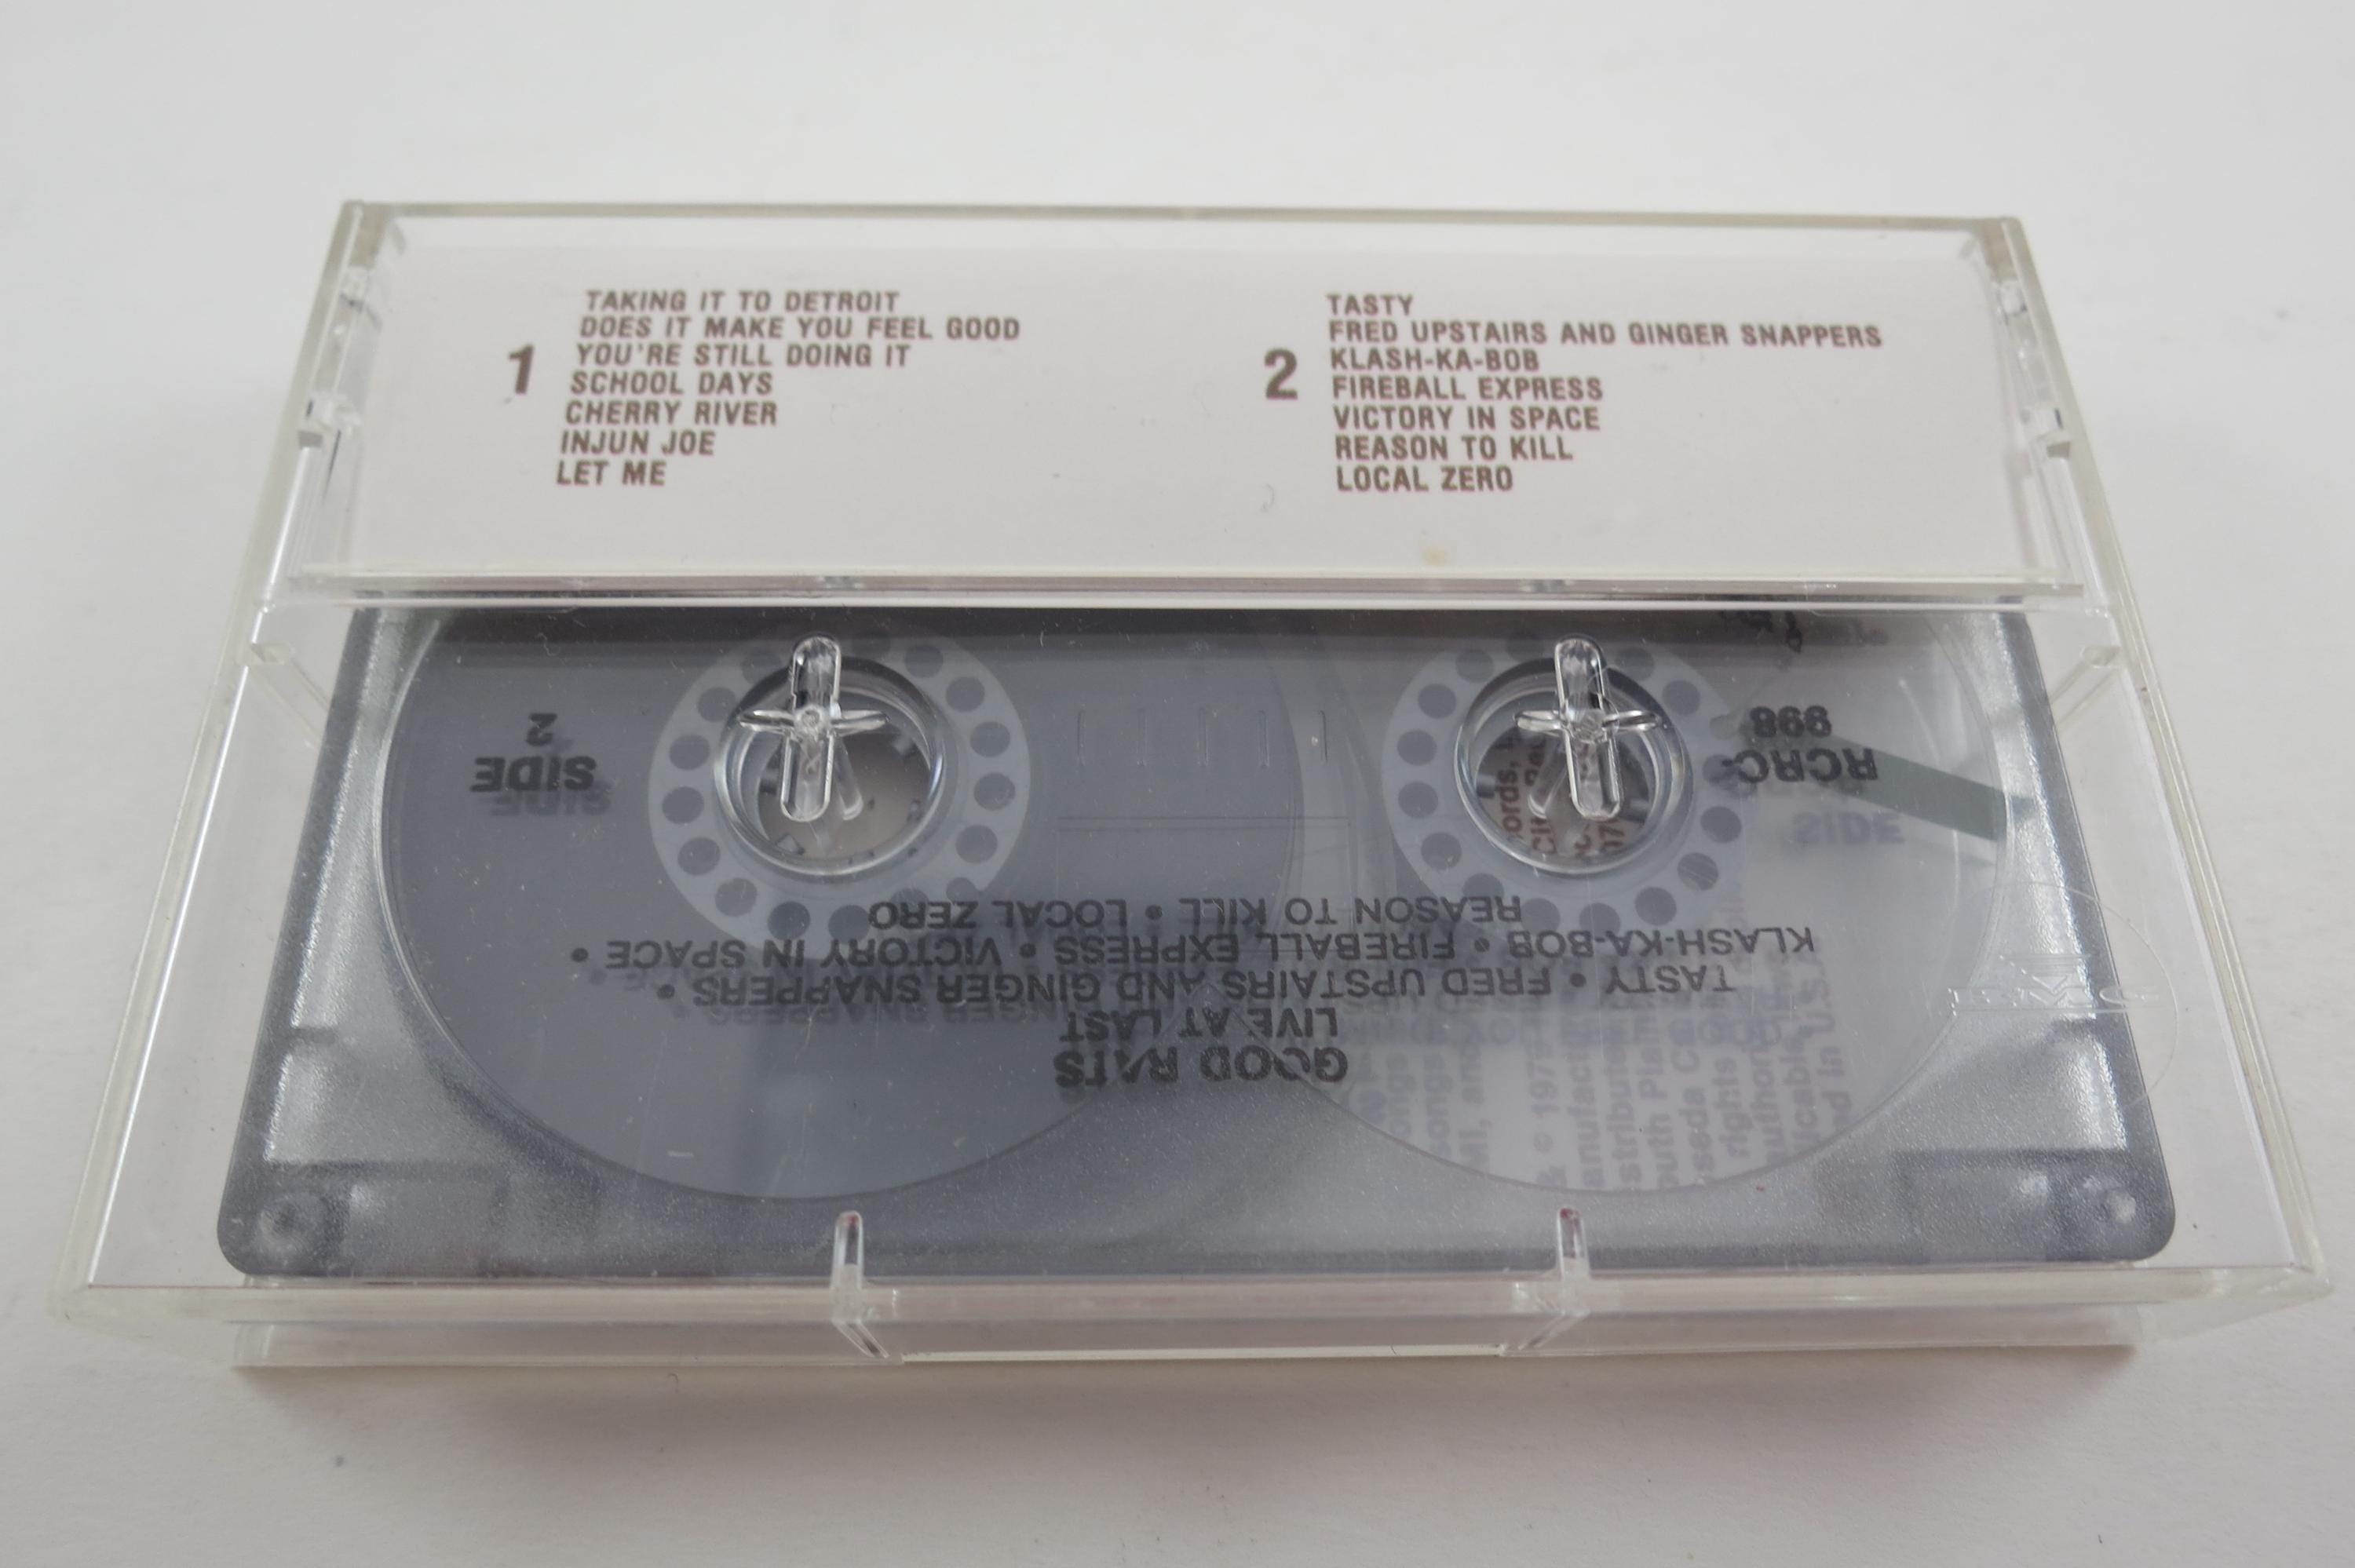 1
TAKING IT TO DETROIT
DOES IT MAKE YOU FEEL GOOD
YOU'RE STILL DOING IT
SCHOOL DAYS
CHERRY RIVER
INJUN JOE
LET ME
2
TASTY
FRED UPSTAIRS AND GINGER SNAPPERS
KLASH-KA-BOB
FIREBALL EXPRESS
VICTORY IN SPACE
REASON TO KILL
LOCAL ZERO
GOOD RATS
LIVE AT LAST
TASTY • FRED UPSTAIRS AND GINGER SNAPPERS •
KLASH-KA-BOB • FIREBALL EXPRESS • VICTORY IN SPACE •
REASON TO KILL • LOCAL ZERO
RCRC-
998
SIDE
2
SIDE